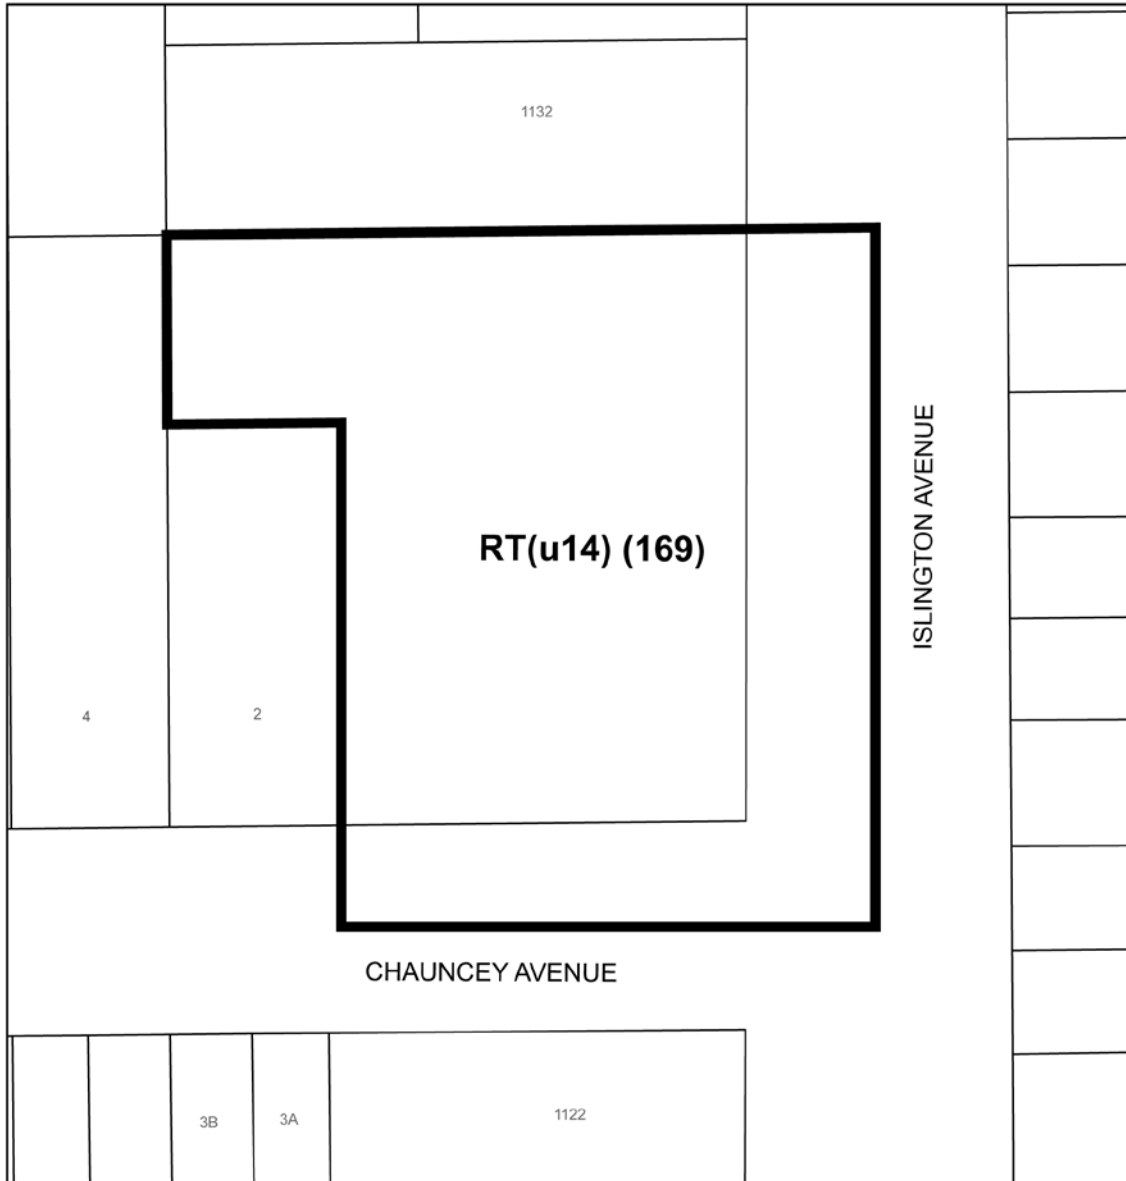 1132
ISLINGTON AVENUE
RT(u14) (169)
4
2
CHAUNCEY AVENUE
3B
3A
1122